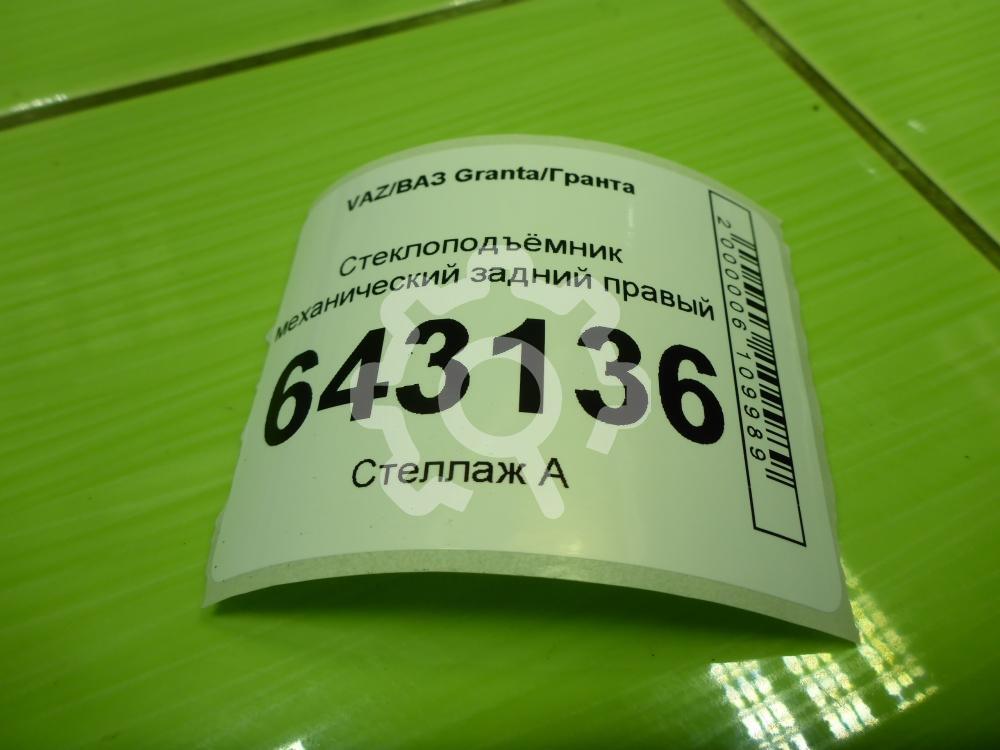 VAZ/ВАЗ Granta/Гранта
Стеклоподъёмник
механический задний правый
643136
Стеллаж А
2000006109989